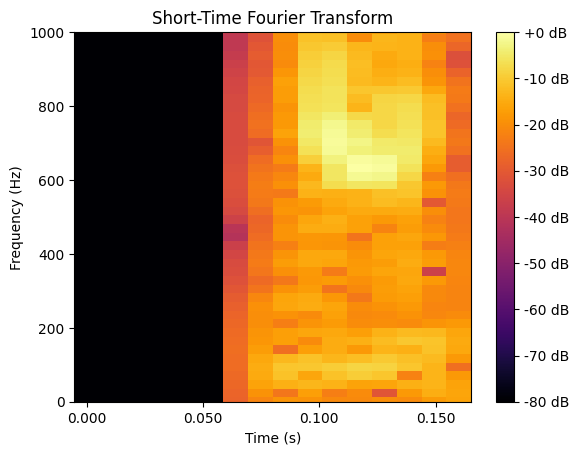 Short-Time Fourier Transform
Frequency (Hz)
1000
800
600
400
200
0
0.000
0.050
0.100
0.150
Time (s)
+0 dB
-10 dB
-20 dB
-30 dB
-40 dB
-50 dB
-60 dB
-70 dB
-80 dB